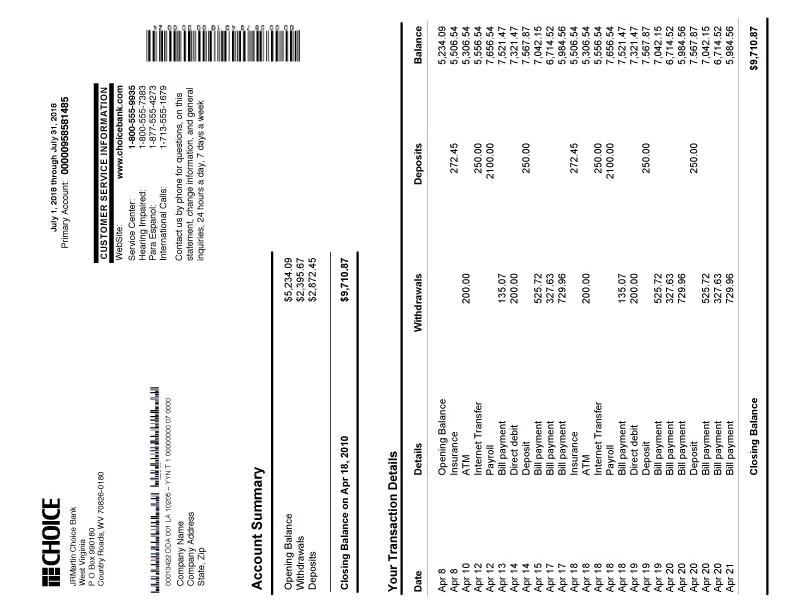 CHOICE
JRMartin Choice Bank
West Virginia
P O Box 990180
Country Roads, WV 70826-0180
July 1, 2018 through July 31, 2018
Primary Account: 00000958581485
00013422 DDA 001 LA 10205 – YYN T 1 00000000 07 0000
Company Name
Company Address
State, Zip
CUSTOMER SERVICE INFORMATION
WebSite: www.choicebank.com
Service Center: 1-800-555-9935
Hearing Impaired: 1-800-555-7383
Para Espanol: 1-877-555-4273
International Calls: 1-713-555-1679
Contact us by phone for questions, on this
statement, change information, and general
inquiries, 24 hours a day, 7 days a week
Account Summary
Opening Balance $5,234.09
Withdrawals $2,395.67
Deposits $2,872.45
Closing Balance on Apr 18, 2010 $9,710.87
Your Transaction Details
Date Details Withdrawals Deposits Balance
Apr 8 Opening Balance 5,234.09
Apr 8 Insurance 272.45 5,506.54
Apr 10 ATM 200.00 5,306.54
Apr 12 Internet Transfer 250.00 5,556.54
Apr 12 Payroll 2100.00 7,656.54
Apr 13 Bill payment 135.07 7,521.47
Apr 14 Direct debit 200.00 7,321.47
Apr 14 Deposit 250.00 7,567.87
Apr 15 Bill payment 525.72 7,042.15
Apr 17 Bill payment 327.63 6,714.52
Apr 17 Bill payment 729.96 5,984.56
Apr 18 Insurance 272.45 5,506.54
Apr 18 ATM 200.00 5,306.54
Apr 18 Internet Transfer 250.00 5,556.54
Apr 18 Payroll 2100.00 7,656.54
Apr 18 Bill payment 135.07 7,521.47
Apr 18 Direct debit 200.00 7,321.47
Apr 19 Deposit 250.00 7.567.87
Apr 19 Bill payment 525.72 7,042.15
Apr 20 Bill payment 327.63 6,714.52
Apr 20 Bill payment 729.96 5,984.56
Apr 20 Deposit 250.00 7.567.87
Apr 20 Bill payment 525.72 7,042.15
Apr 20 Bill payment 327.63 6,714.52
Apr 21 Bill payment 729.96 5,984.56
Closing Balance $9,710.87